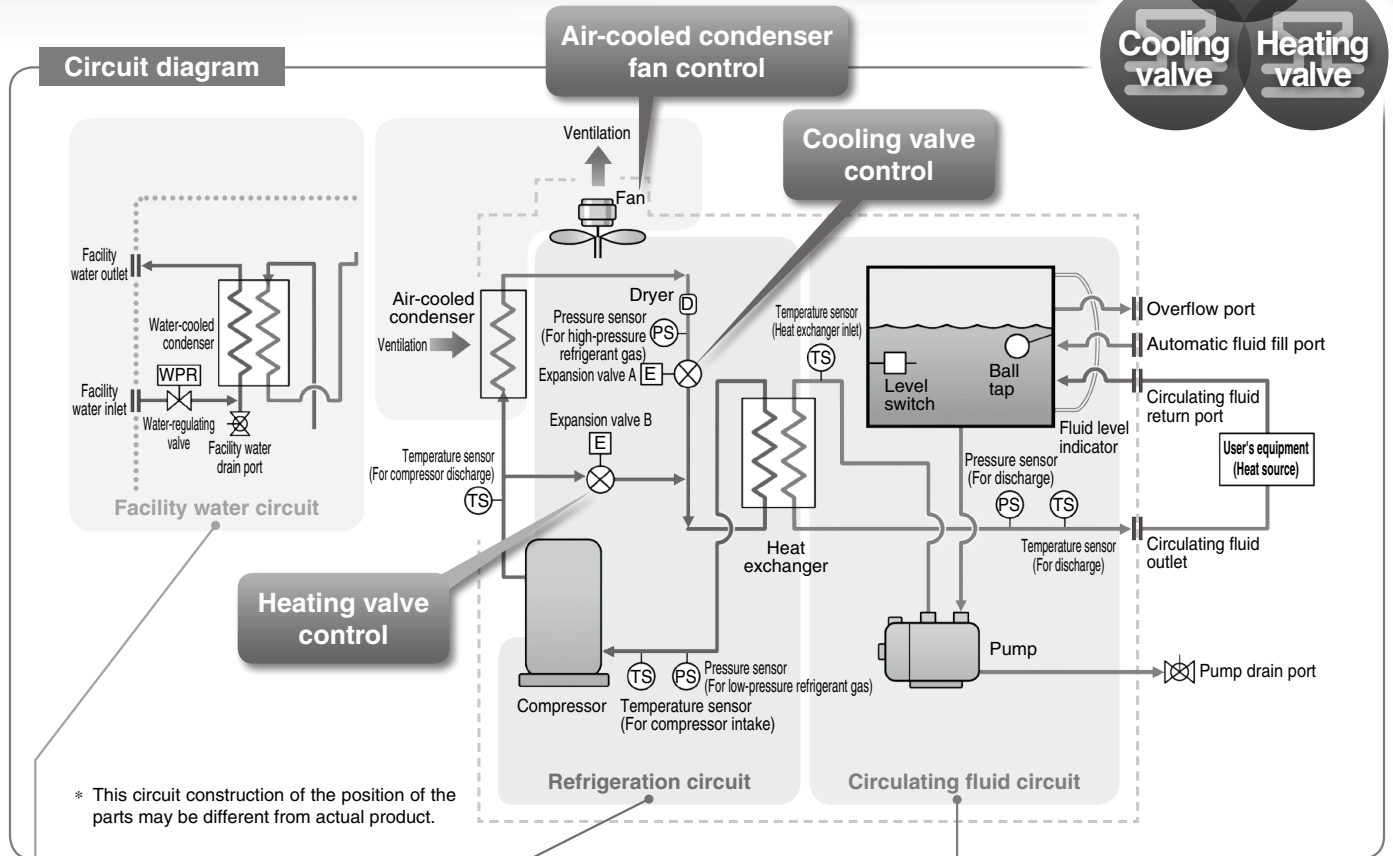 Circuit diagram
Air-cooled condenser
fan control
Cooling
valve
Heating
valve
Ventilation
Fan
Cooling valve
control
Facility
water outlet
Water-cooled
condenser
WPR
Facility
water inlet
Water-regulating
valve
Facility water
drain port
Facility water circuit
Air-cooled
condenser
Ventilation
Dryer
D
Pressure sensor
(For high-pressure
refrigerant gas)
PS
Expansion valve A
E
Expansion valve B
E
Temperature sensor
(For compressor discharge)
TS
Heating valve
control
Compressor
TS
Temperature sensor
(For compressor intake)
PS
Pressure sensor
(For low-pressure refrigerant gas)
Refrigeration circuit
Temperature sensor
(Heat exchanger inlet)
TS
Heat
exchanger
Level
switch
Ball
tap
Fluid level
indicator
Overflow port
Automatic fluid fill port
Circulating fluid
return port
User's equipment
(Heat source)
Pressure sensor
(For discharge)
PS
TS
Temperature sensor
(For discharge)
Circulating fluid
outlet
Pump
Pump drain port
Circulating fluid circuit
* This circuit construction of the position of the
parts may be different from actual product.